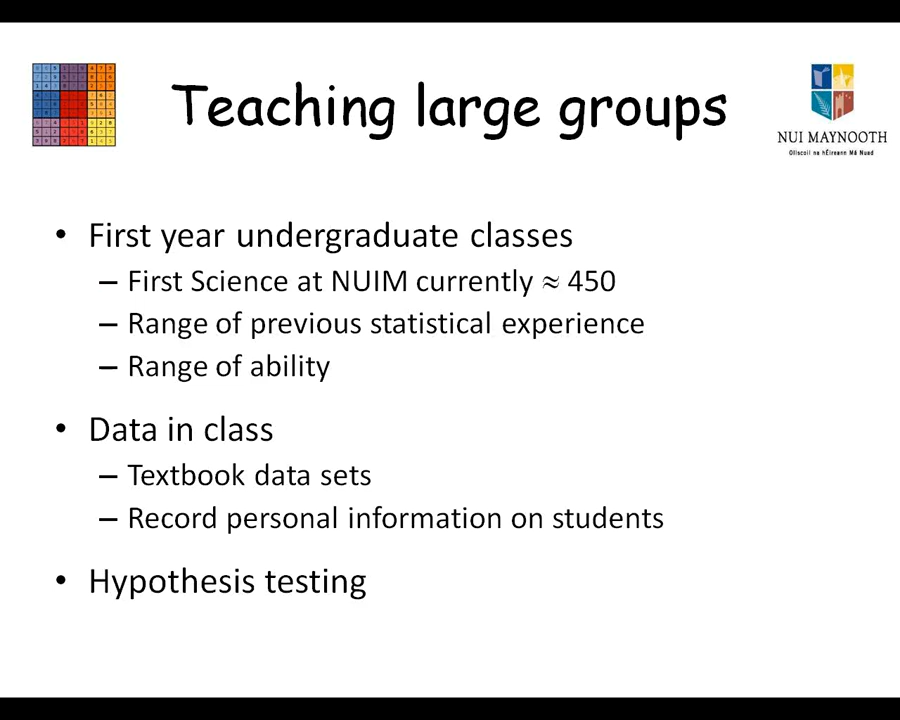 Teaching large groups
NUI MAYNOOTH
Ollscoil na hÉireann Má Nuad
• First year undergraduate classes
– First Science at NUIM currently ≈ 450
– Range of previous statistical experience
– Range of ability
• Data in class
– Textbook data sets
– Record personal information on students
• Hypothesis testing